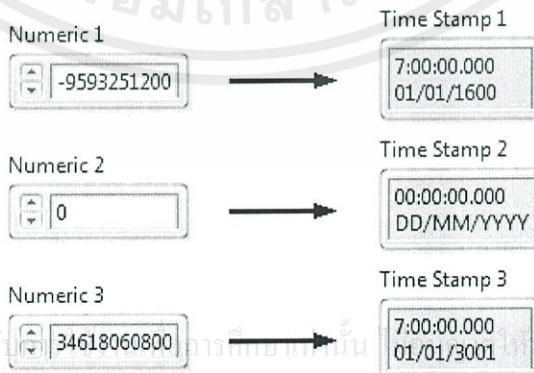 Numeric 1
-9593251200
Time Stamp 1
7:00:00.000
01/01/1600
Numeric 2
0
Time Stamp 2
00:00:00.000
DD/MM/YYYY
Numeric 3
34618060800
Time Stamp 3
7:00:00.000
01/01/3001